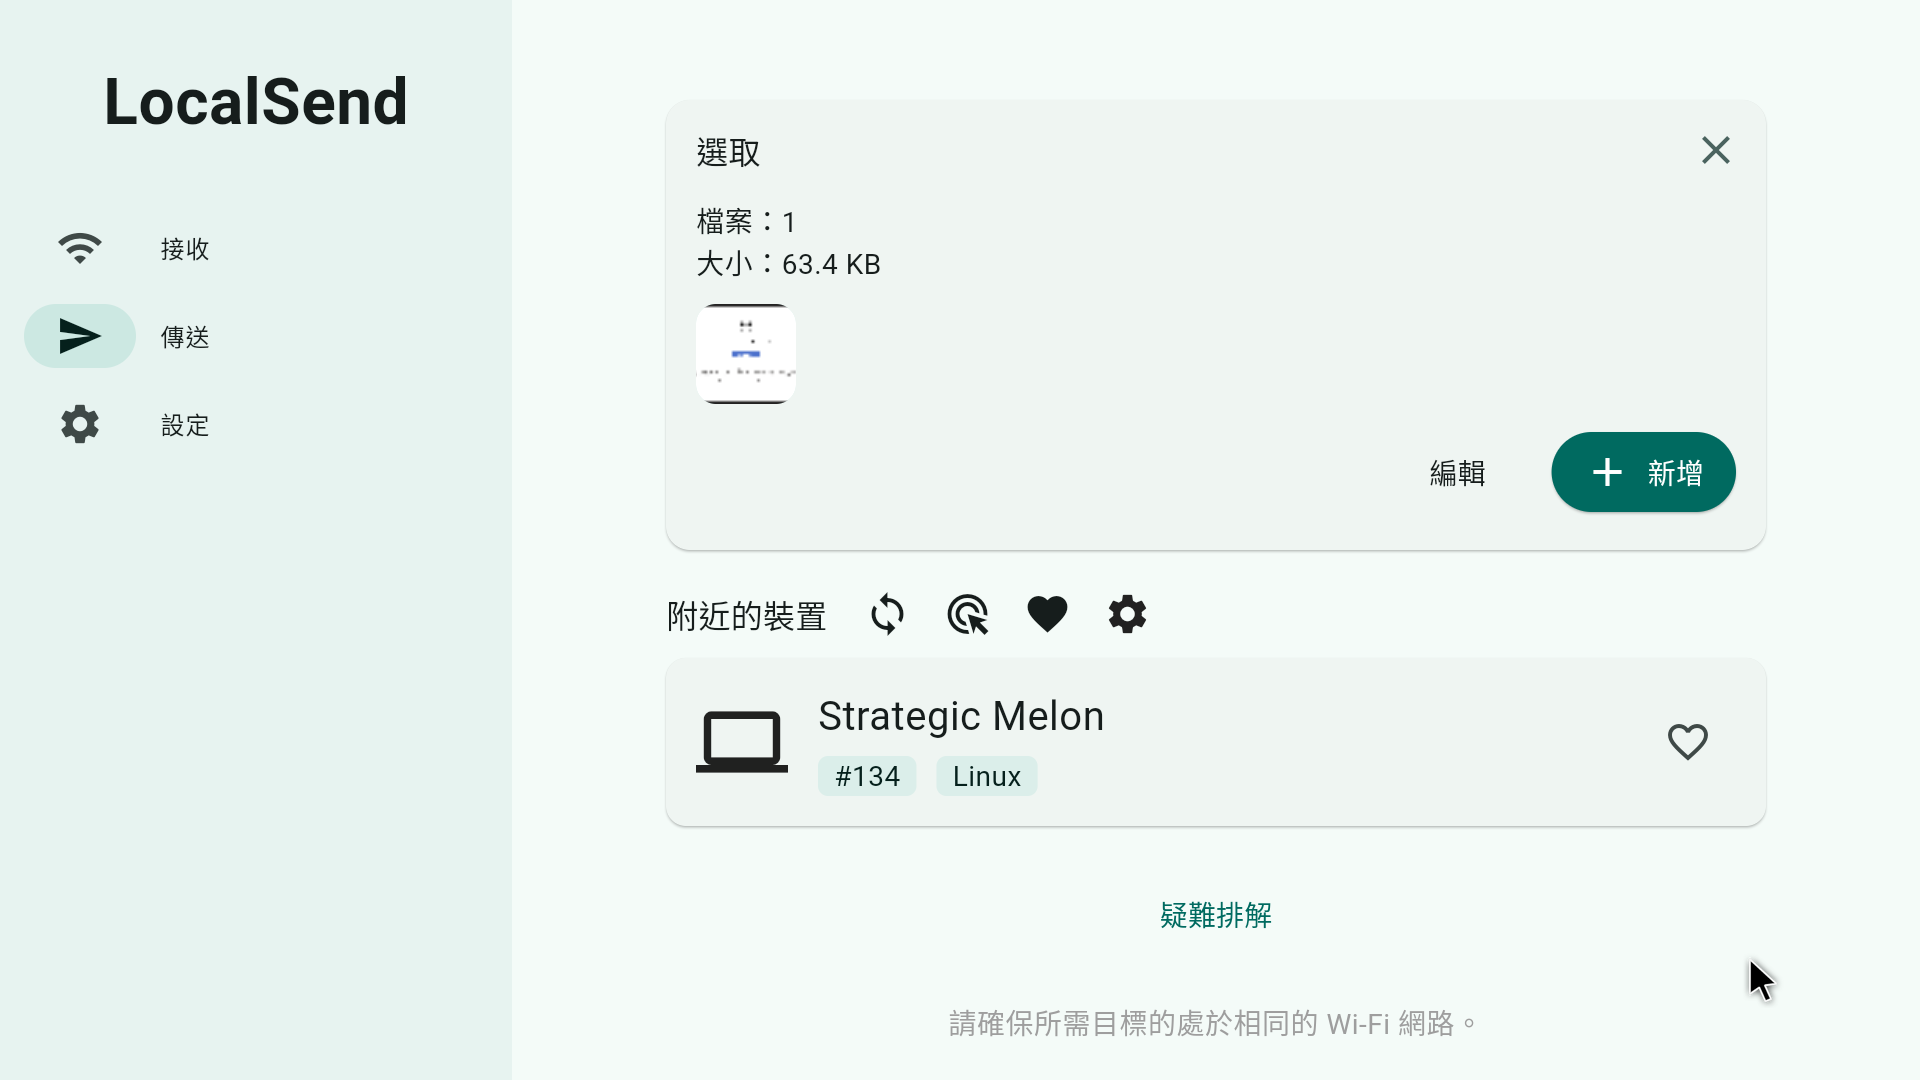 LocalSend
接收
傳送
設定
選取
檔案：1
大小：63.4 KB
編輯
新增
附近的裝置
Strategic Melon
#134
Linux
疑難排解
請確保所需目標的處於相同的 Wi-Fi 網路。